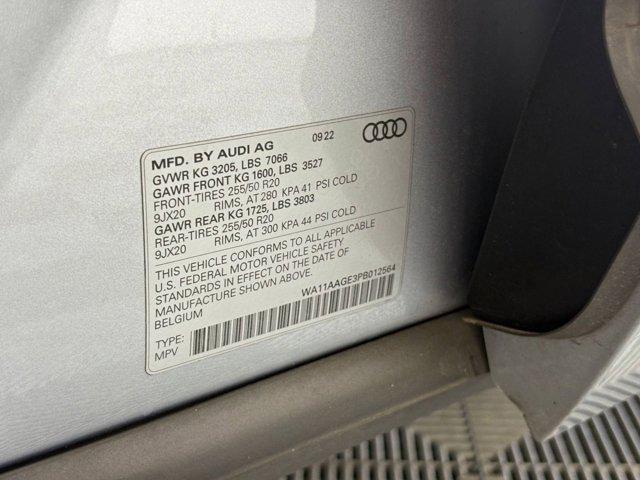 MFD. BY AUDI AG 09 22
GVWR KG 3205, LBS 7066
GAWR FRONT KG 1600, LBS 3527
FRONT-TIRES 255/50 R20
9JX20 RIMS, AT 280 KPA 41 PSI COLD
GAWR REAR KG 1725, LBS 3803
REAR-TIRES 255/50 R20
9JX20 RIMS, AT 300 KPA 44 PSI COLD
THIS VEHICLE CONFORMS TO ALL APPLICABLE
U.S. FEDERAL MOTOR VEHICLE SAFETY
STANDARDS IN EFFECT ON THE DATE OF
MANUFACTURE SHOWN ABOVE.
BELGIUM
WA11AAGE3PB012564
TYPE:
MPV